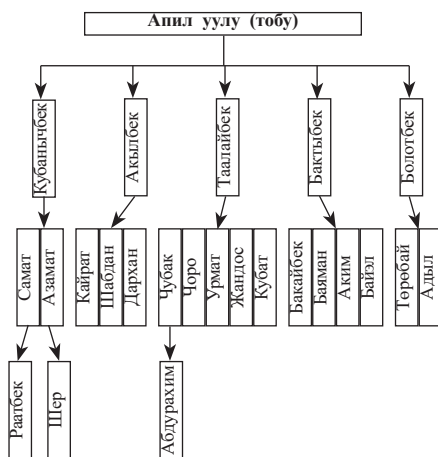 Апил уулу (тобу)
Кубанычбек
Акылбек
Таалайбек
Бактыбек
Болотбек
Самат
Азамат
Кайрат
Шабдан
Дархан
Чубак
Чоро
Урмат
Жандос
Кубат
Бакайбек
Баяман
Аким
Байэл
Төрөбай
Адыл
Раатбек
Шер
Абдурахим